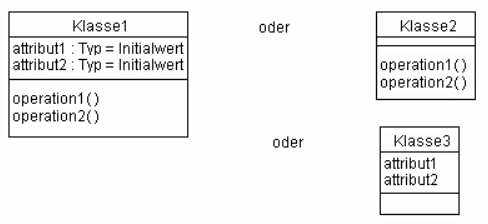 Klasse1
attribut1 : Typ = Initialwert
attribut2 : Typ = Initialwert
operation1()
operation2()
oder
Klasse2
operation1()
operation2()
oder
Klasse3
attribut1
attribut2